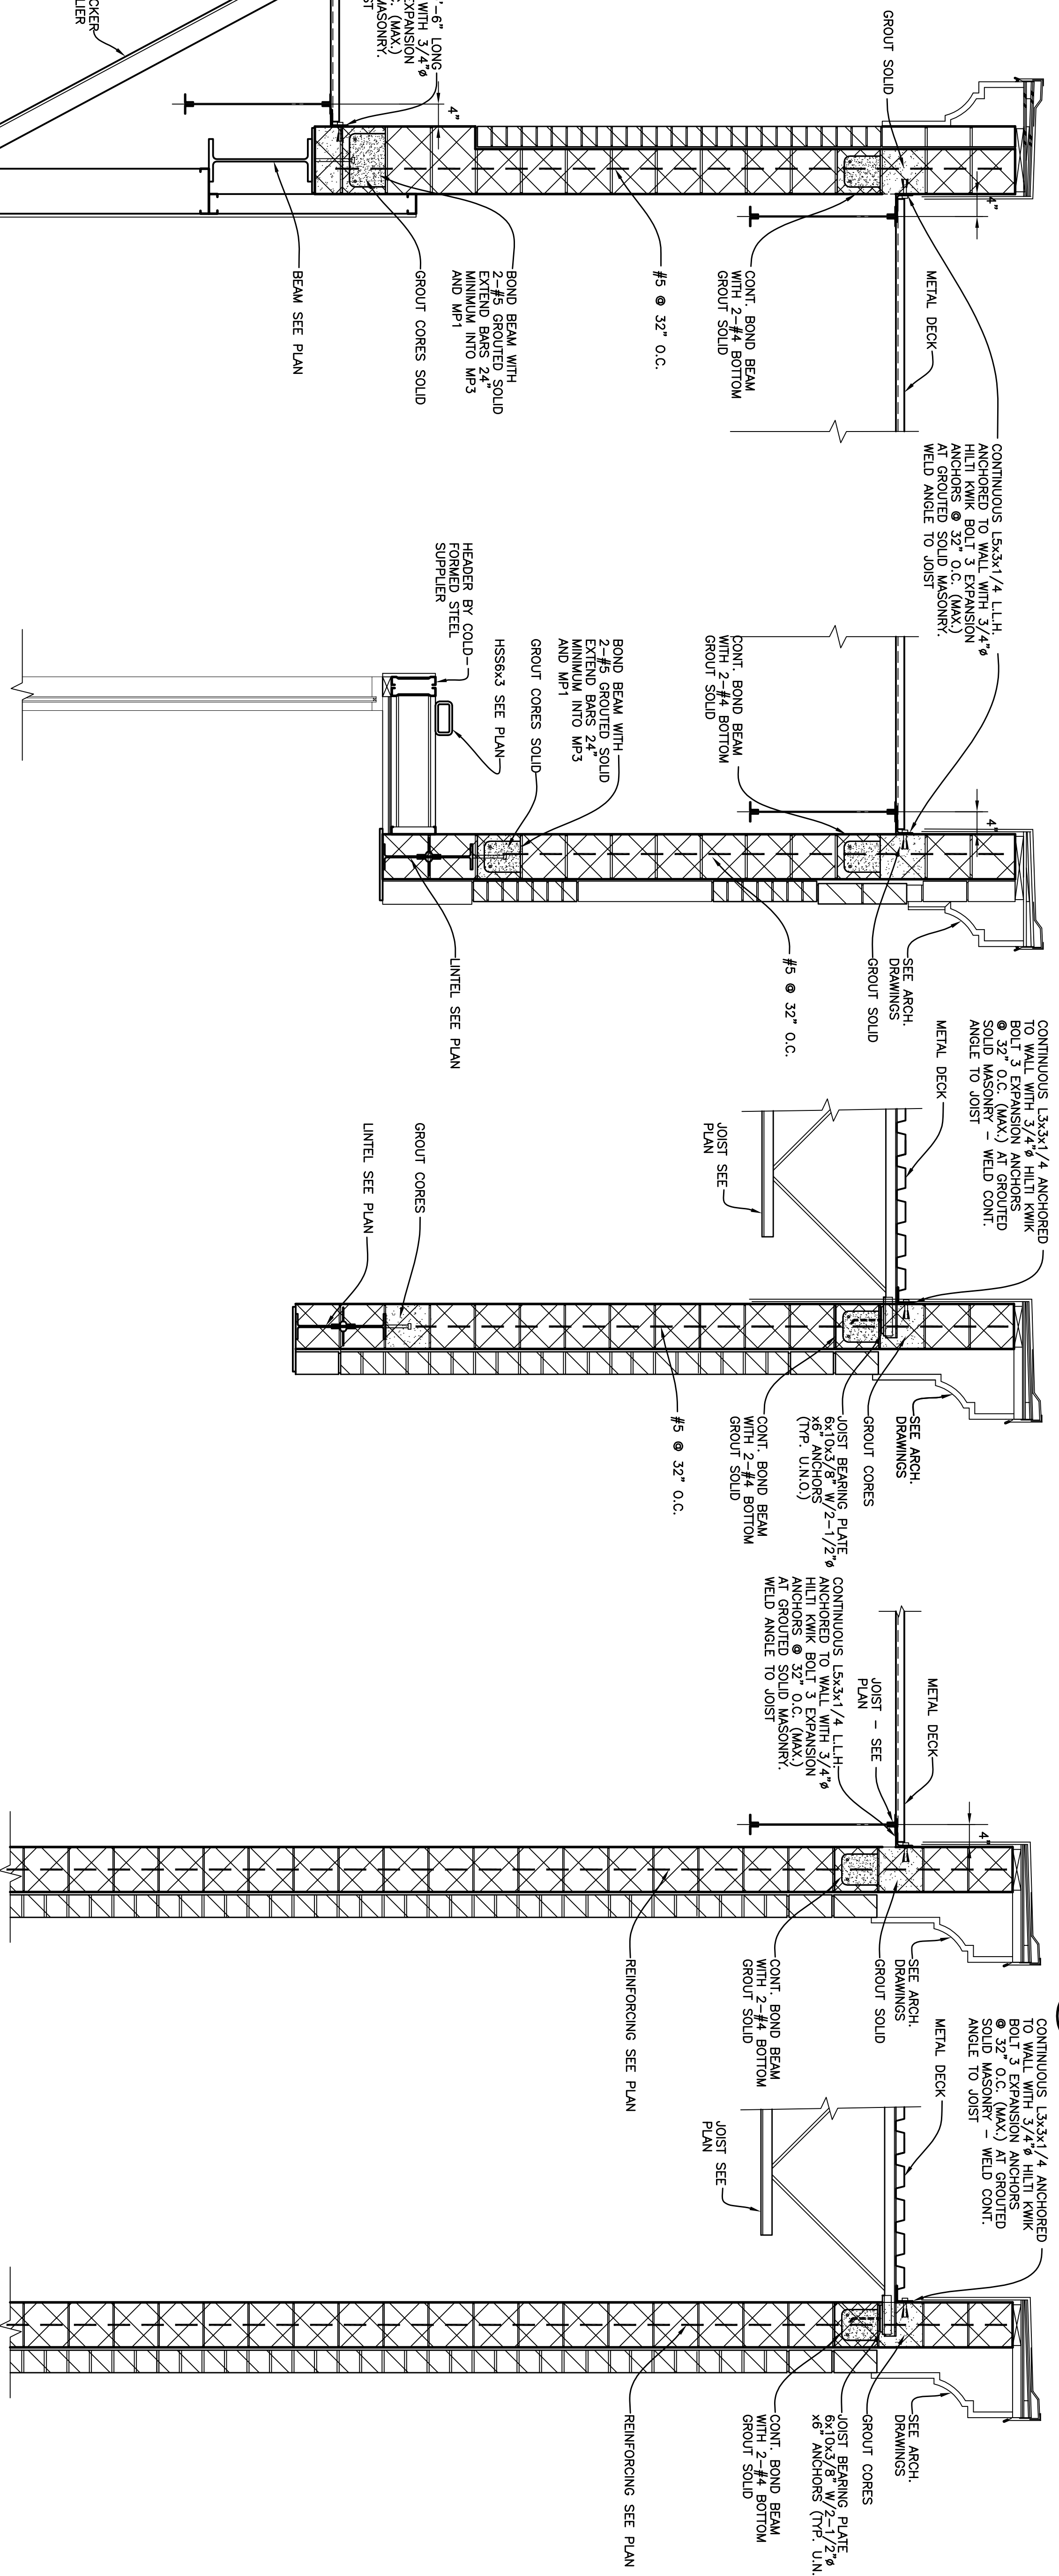 GROUT SOLID
'-6" LONG
WITH 3/4"ø
EXPANSION
C. (MAX.)
MASONRY.
4"
4"
BEAM SEE PLAN
GROUT CORES SOLID
BOND BEAM WITH
2-#5 GROUTED SOLID
EXTEND BARS 24"
MINIMUM INTO MP3
AND MP1
#5 @ 32" O.C.
CONT. BOND BEAM
WITH 2-#4 BOTTOM
GROUT SOLID
METAL DECK
CONTINUOUS L5x3x1/4 L.L.H.
ANCHORED TO WALL WITH 3/4"ø
HILTI KWIK BOLT 3 EXPANSION
ANCHORS @ 32" O.C. (MAX.)
AT GROUTED SOLID MASONRY.
WELD ANGLE TO JOIST
HEADER BY COLD-
FORMED STEEL
SUPPLIER
HSS6x3 SEE PLAN
GROUT CORES SOLID
BOND BEAM WITH
2-#5 GROUTED SOLID
EXTEND BARS 24"
MINIMUM INTO MP3
AND MP1
CONT. BOND BEAM
WITH 2-#4 BOTTOM
GROUT SOLID
4"
LINTEL SEE PLAN
#5 @ 32" O.C.
GROUT SOLID
SEE ARCH.
DRAWINGS
CONTINUOUS L3x3x1/4 ANCHORED
TO WALL WITH 3/4"ø HILTI KWIK
BOLT 3 EXPANSION ANCHORS
@ 32" O.C. (MAX.) AT GROUTED
SOLID MASONRY - WELD CONT.
ANGLE TO JOIST
METAL DECK
JOIST SEE
PLAN
GROUT CORES
LINTEL SEE PLAN
SEE ARCH.
DRAWINGS
GROUT CORES
JOIST BEARING PLATE
6x10x3/8" W/2-1/2"ø
x6" ANCHORS
(TYP. U.N.O.)
CONT. BOND BEAM
WITH 2-#4 BOTTOM
GROUT SOLID
#5 @ 32" O.C.
METAL DECK
JOIST - SEE
PLAN
CONTINUOUS L5x3x1/4 L.L.H.
ANCHORED TO WALL WITH 3/4"ø
HILTI KWIK BOLT 3 EXPANSION
ANCHORS @ 32" O.C. (MAX.)
AT GROUTED SOLID MASONRY.
WELD ANGLE TO JOIST
4"
SEE ARCH.
DRAWINGS
GROUT SOLID
CONT. BOND BEAM
WITH 2-#4 BOTTOM
GROUT SOLID
REINFORCING SEE PLAN
CONTINUOUS L3x3x1/4 ANCHORED
TO WALL WITH 3/4"ø HILTI KWIK
BOLT 3 EXPANSION ANCHORS
@ 32" O.C. (MAX.) AT GROUTED
SOLID MASONRY - WELD CONT.
ANGLE TO JOIST
METAL DECK
JOIST SEE
PLAN
SEE ARCH.
DRAWINGS
GROUT CORES
JOIST BEARING PLATE
6x10x3/8" W/2-1/2"ø
x6" ANCHORS (TYP. U.N.
CONT. BOND BEAM
WITH 2-#4 BOTTOM
GROUT SOLID
REINFORCING SEE PLAN